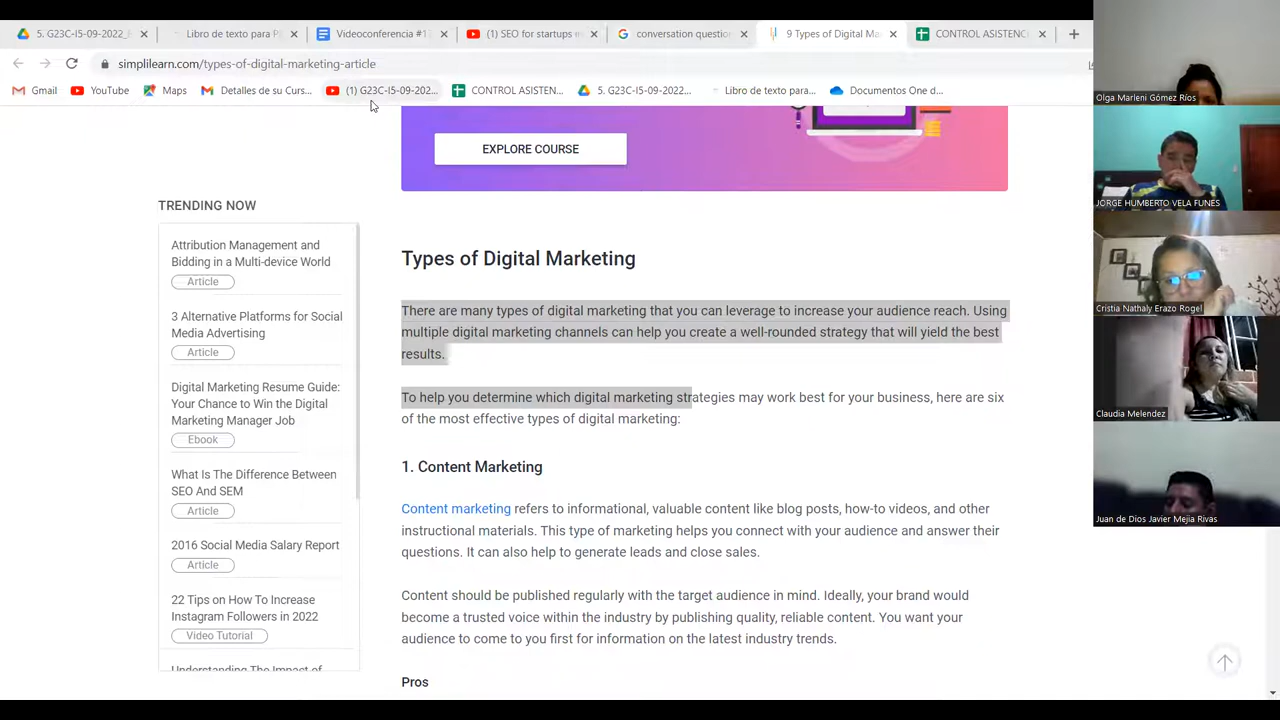 5. G23C-I5-09-2022_
Libro de texto para P
Videoconferencia #1
(1) SEO for startups i
conversation questio
9 Types of Digital Ma
CONTROL ASISTENC
simplilearn.com/types-of-digital-marketing-article
Gmail
YouTube
Maps
Detalles de su Curs...
(1) G23C-I5-09-202...
CONTROL ASISTEN...
5. G23C-I5-09-2022...
Libro de texto para...
Documentos One d...
EXPLORE COURSE
TRENDING NOW
Attribution Management and
Bidding in a Multi-device World
Article
3 Alternative Platforms for Social
Media Advertising
Article
Digital Marketing Resume Guide:
Your Chance to Win the Digital
Marketing Manager Job
Ebook
What Is The Difference Between
SEO And SEM
Article
2016 Social Media Salary Report
Article
22 Tips on How To Increase
Instagram Followers in 2022
Video Tutorial
Understanding The Impact of
Types of Digital Marketing
There are many types of digital marketing that you can leverage to increase your audience reach. Using
multiple digital marketing channels can help you create a well-rounded strategy that will yield the best
results.
To help you determine which digital marketing strategies may work best for your business, here are six
of the most effective types of digital marketing:
1. Content Marketing
Content marketing refers to informational, valuable content like blog posts, how-to videos, and other
instructional materials. This type of marketing helps you connect with your audience and answer their
questions. It can also help to generate leads and close sales.
Content should be published regularly with the target audience in mind. Ideally, your brand would
become a trusted voice within the industry by publishing quality, reliable content. You want your
audience to come to you first for information on the latest industry trends.
Pros
Olga Marleni Gómez Ríos
JORGE HUMBERTO VELA FUNES
Cristia Nathaly Erazo Rogel
Claudia Melendez
Juan de Dios Javier Mejia Rivas